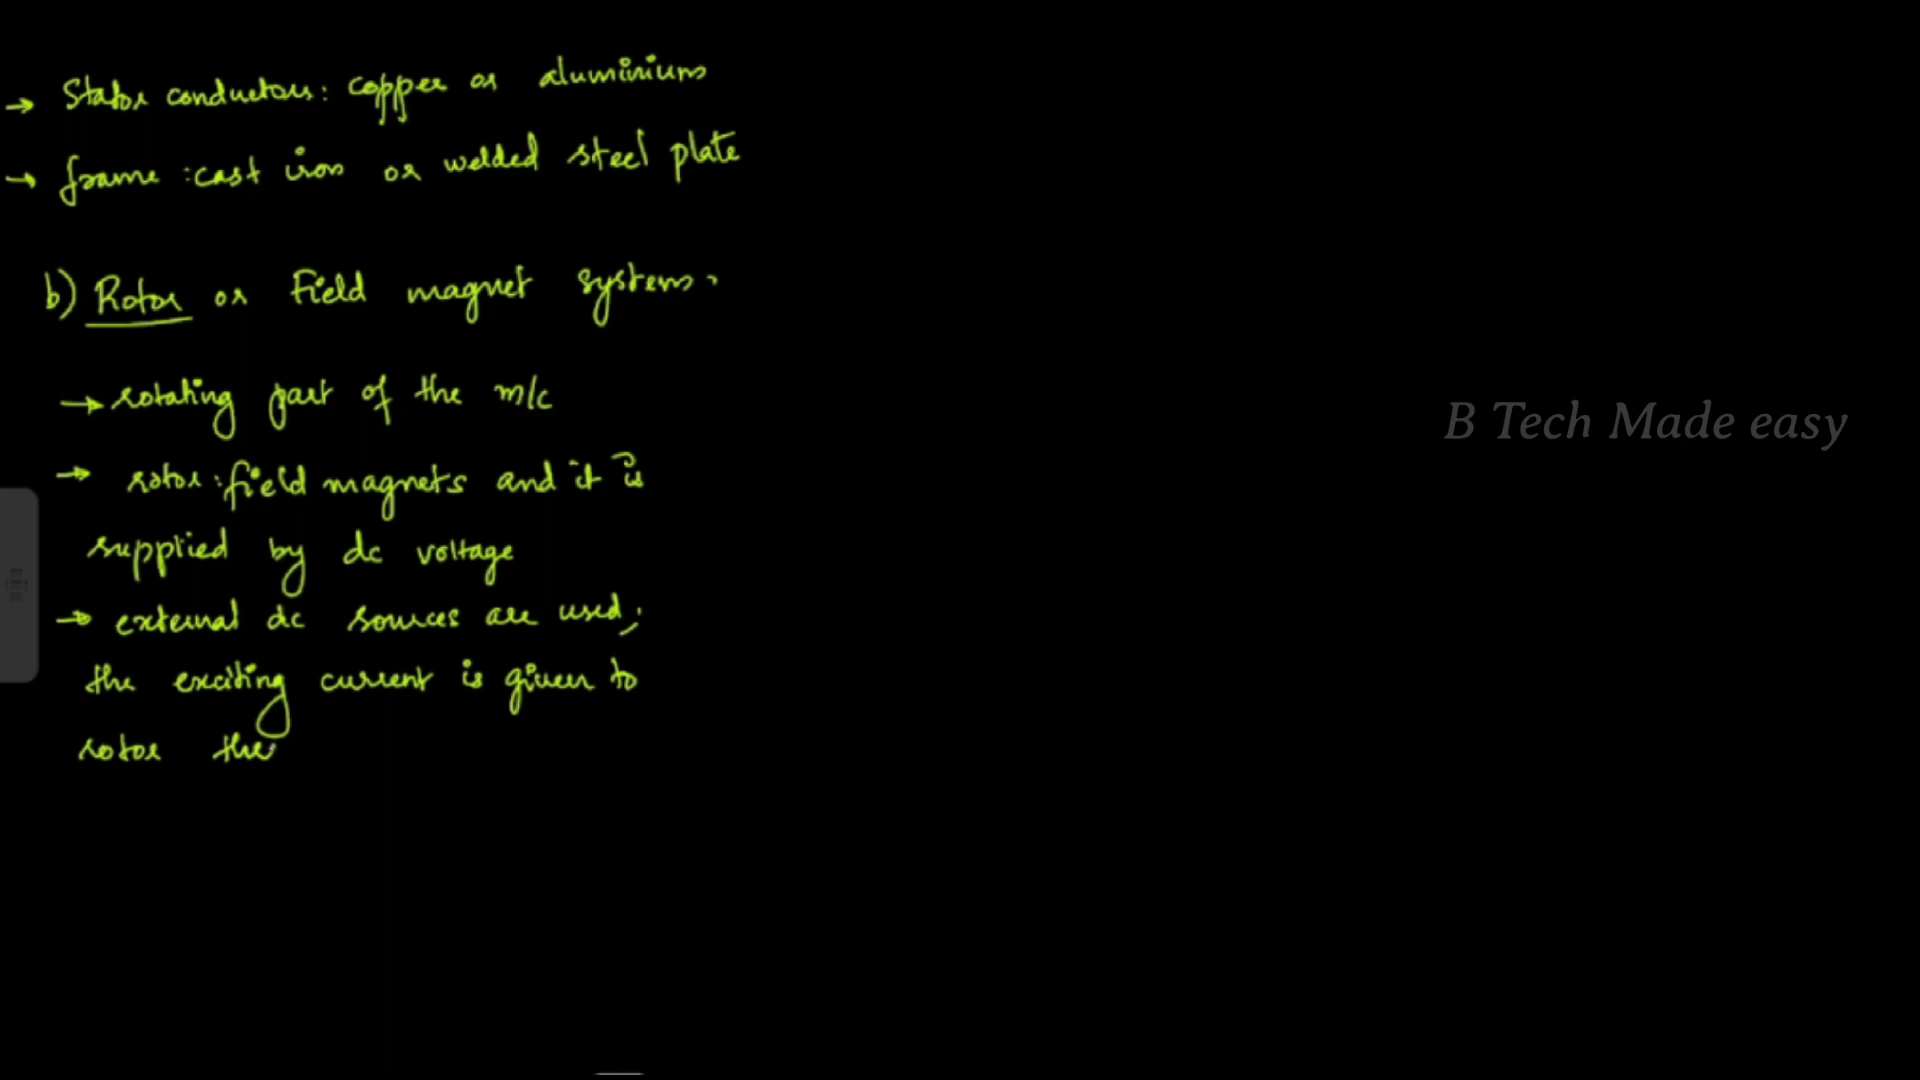 → Stator conductors: copper or aluminium
→ frame : cast iron or welded steel plate
b) Rotor or Field magnet system.
→ rotating part of the m/c
→ rotor : field magnets and it is
supplied by dc voltage
→ external dc sources are used,
the exciting current is given to
rotor the
B Tech Made easy